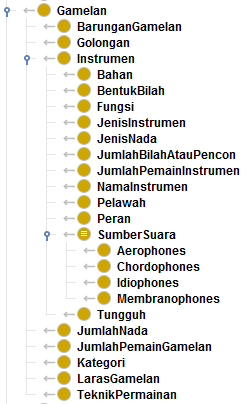 Gamelan
BarunganGamelan
Golongan
Instrumen
Bahan
BentukBilah
Fungsi
JenisInstrumen
JenisNada
JumlahBilahAtauPencon
JumlahPemainInstrumen
NamaInstrumen
Pelawah
Peran
SumberSuara
Aerophones
Chordophones
Idiophones
Membranophones
Tungguh
JumlahNada
JumlahPemainGamelan
Kategori
LarasGamelan
TeknikPermainan